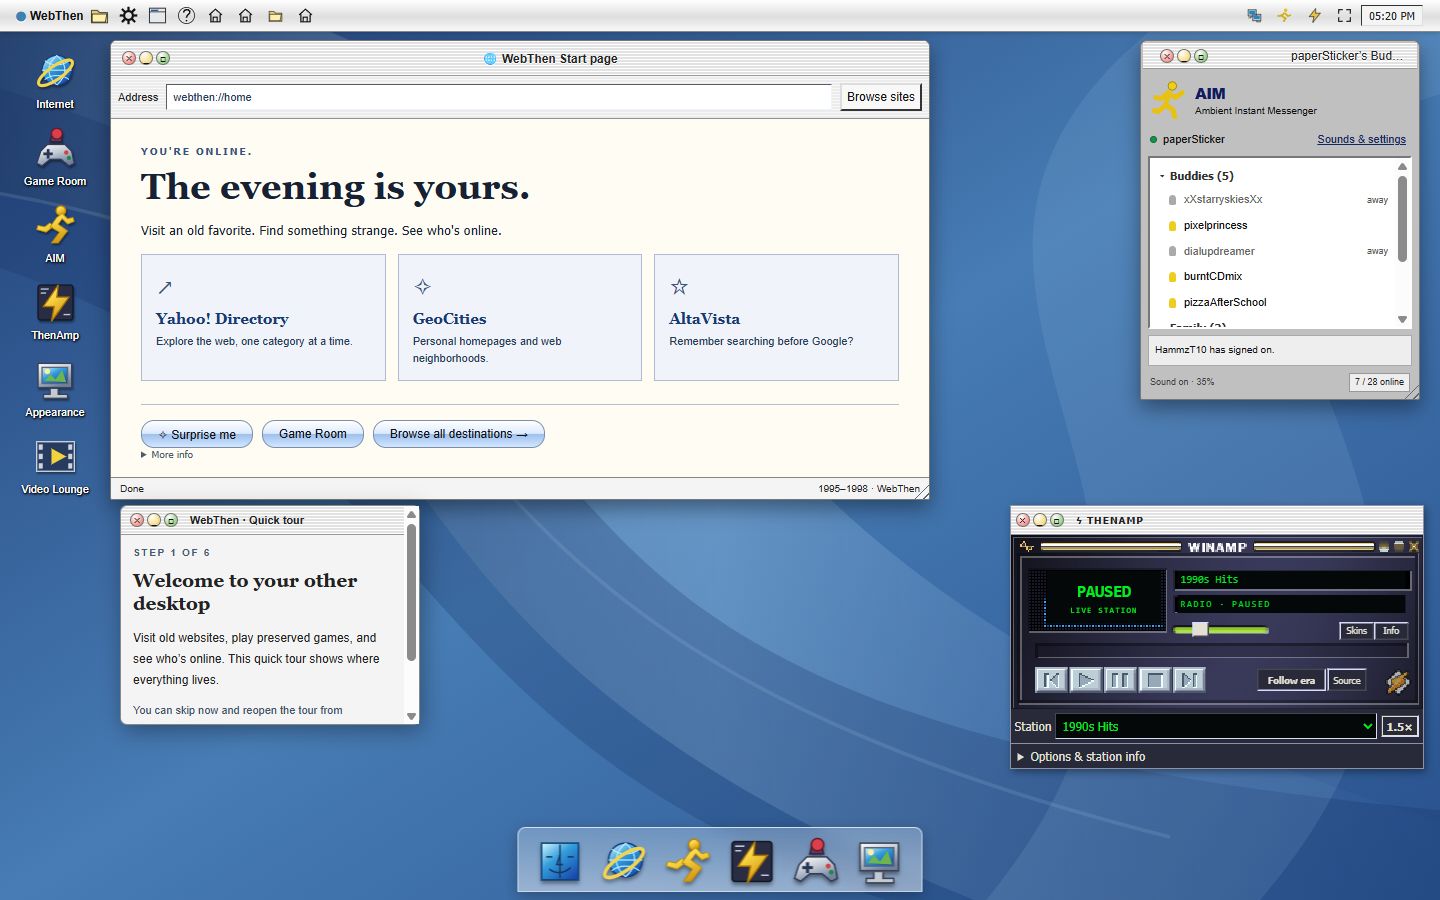 WebThen
05:20 PM
Internet
Game Room
AIM
ThenAmp
Appearance
Video Lounge
WebThen Start page
Address
webthen://home
Browse sites
YOU'RE ONLINE.
The evening is yours.
Visit an old favorite. Find something strange. See who's online.
Yahoo! Directory
Explore the web, one category at a time.
GeoCities
Personal homepages and web
neighborhoods.
AltaVista
Remember searching before Google?
Surprise me
Game Room
Browse all destinations →
More info
Done
1995–1998 · WebThen
paperSticker's Bud...
AIM
Ambient Instant Messenger
paperSticker
Sounds & settings
Buddies (5)
xXstarryskiesXx away
pixelprincess
dialupdreamer away
burntCDmix
pizzaAfterSchool
HammzT10 has signed on.
Sound on · 35%
7 / 28 online
WebThen · Quick tour
STEP 1 OF 6
Welcome to your other
desktop
Visit old websites, play preserved games, and
see who's online. This quick tour shows where
everything lives.
You can skip now and reopen the tour from
THENAMP
WINAMP
PAUSED
LIVE STATION
1990s Hits
RADIO · PAUSED
Skins
Info
Follow era
Source
Station
1990s Hits
1.5×
Options & station info